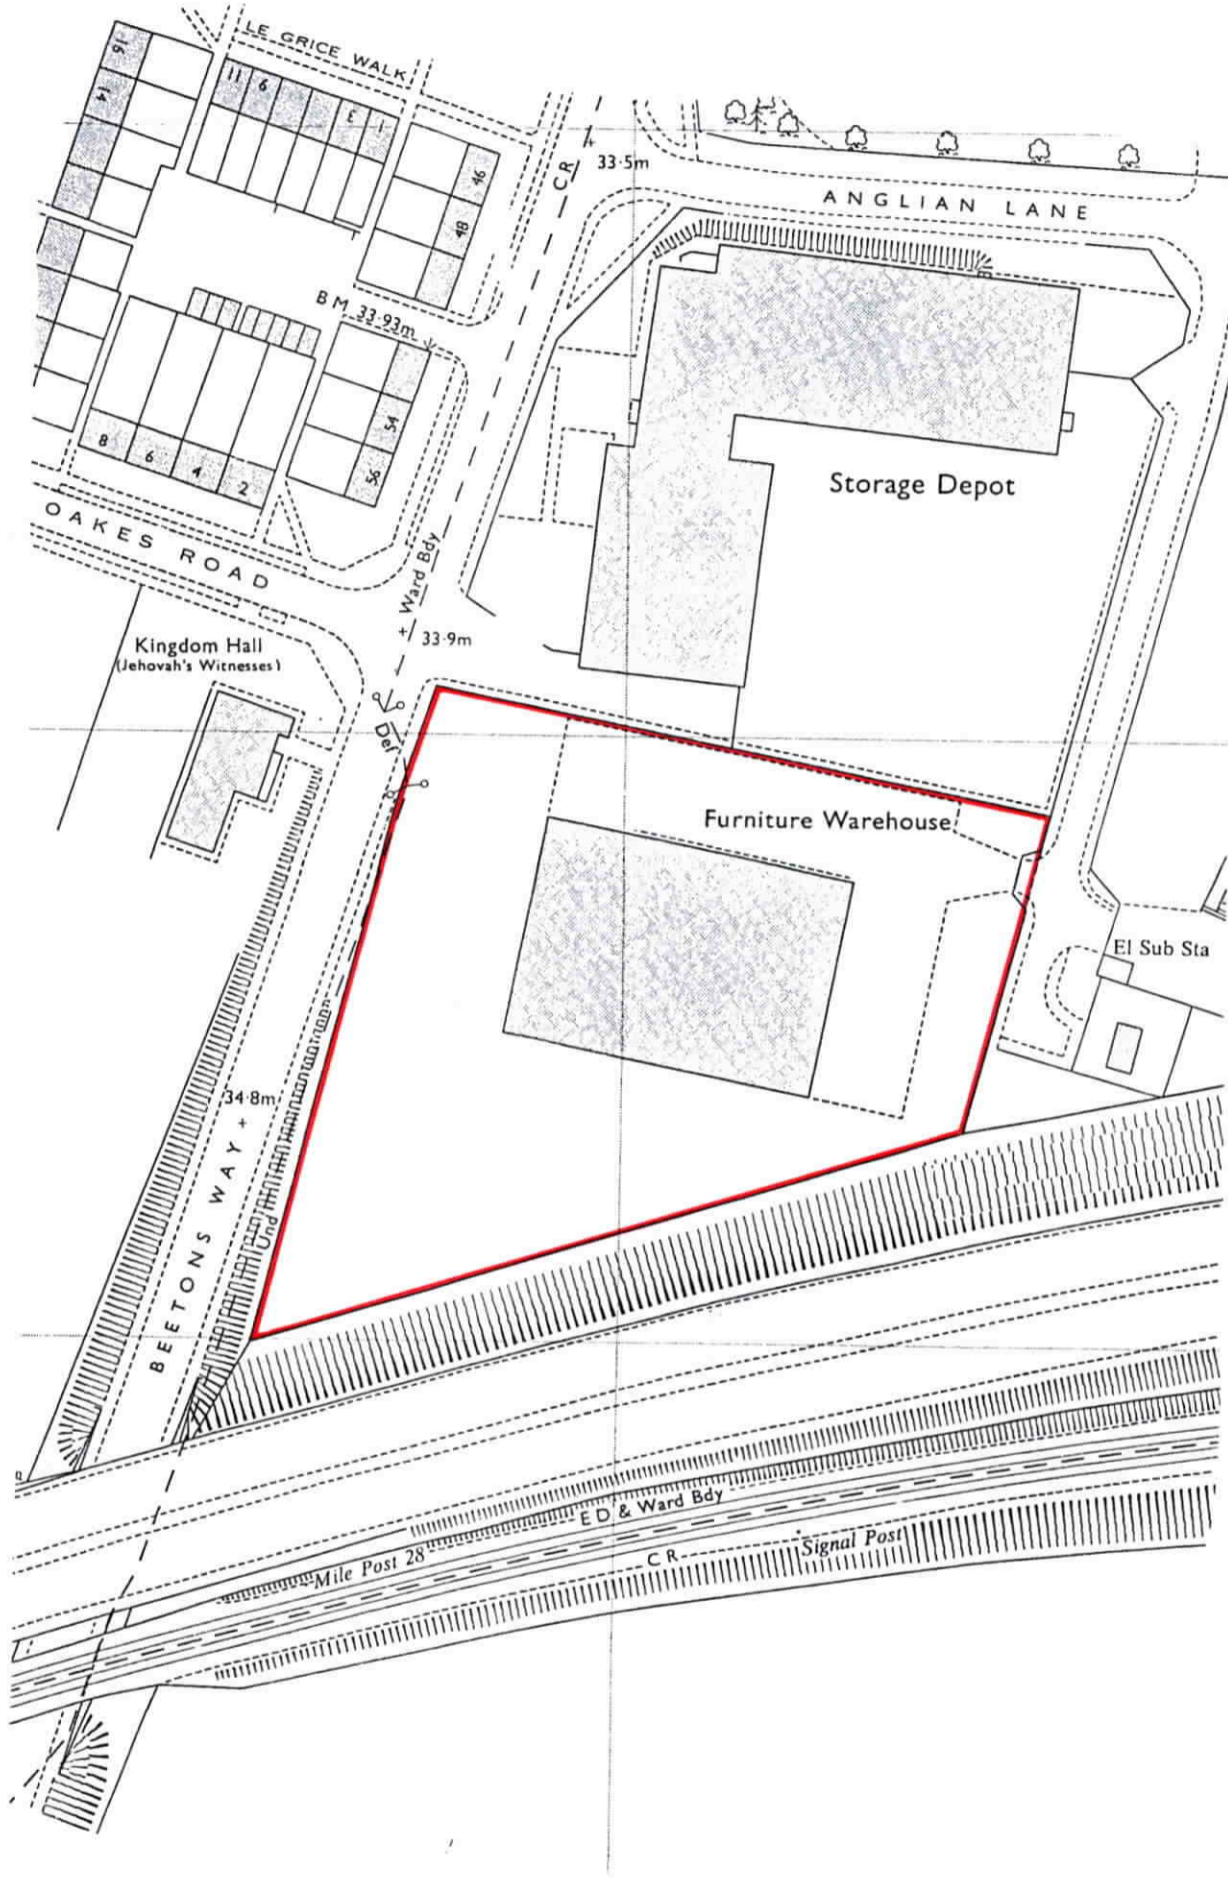 LE GRICE WALK
16
14
11
9
3
1
46
48
CR
33·5m
ANGLIAN LANE
B M 33·93m
54
56
8
6
4
2
Storage Depot
OAKES ROAD
Ward Bdy
33·9m
Kingdom Hall
(Jehovah's Witnesses)
Def
Furniture Warehouse
El Sub Sta
34·8m
Und
BEETONS WAY
ED & Ward Bdy
Mile Post 28
C R
Signal Post